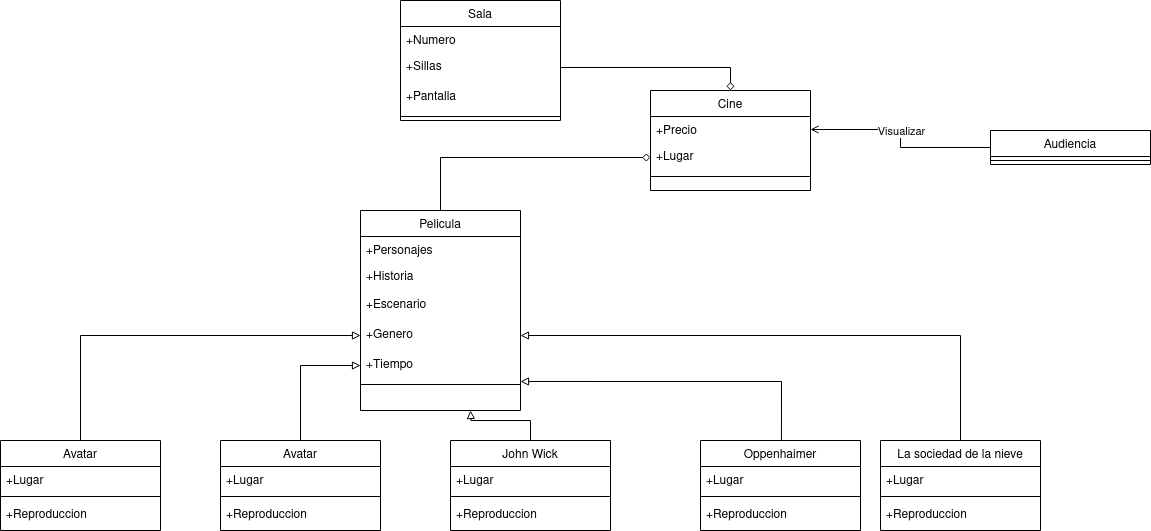 Sala
+Numero
+Sillas
+Pantalla
Cine
+Precio
+Lugar
Visualizar
Audiencia
Pelicula
+Personajes
+Historia
+Escenario
+Genero
+Tiempo
Avatar
+Lugar
+Reproduccion
Avatar
+Lugar
+Reproduccion
John Wick
+Lugar
+Reproduccion
Oppenhaimer
+Lugar
+Reproduccion
La sociedad de la nieve
+Lugar
+Reproduccion